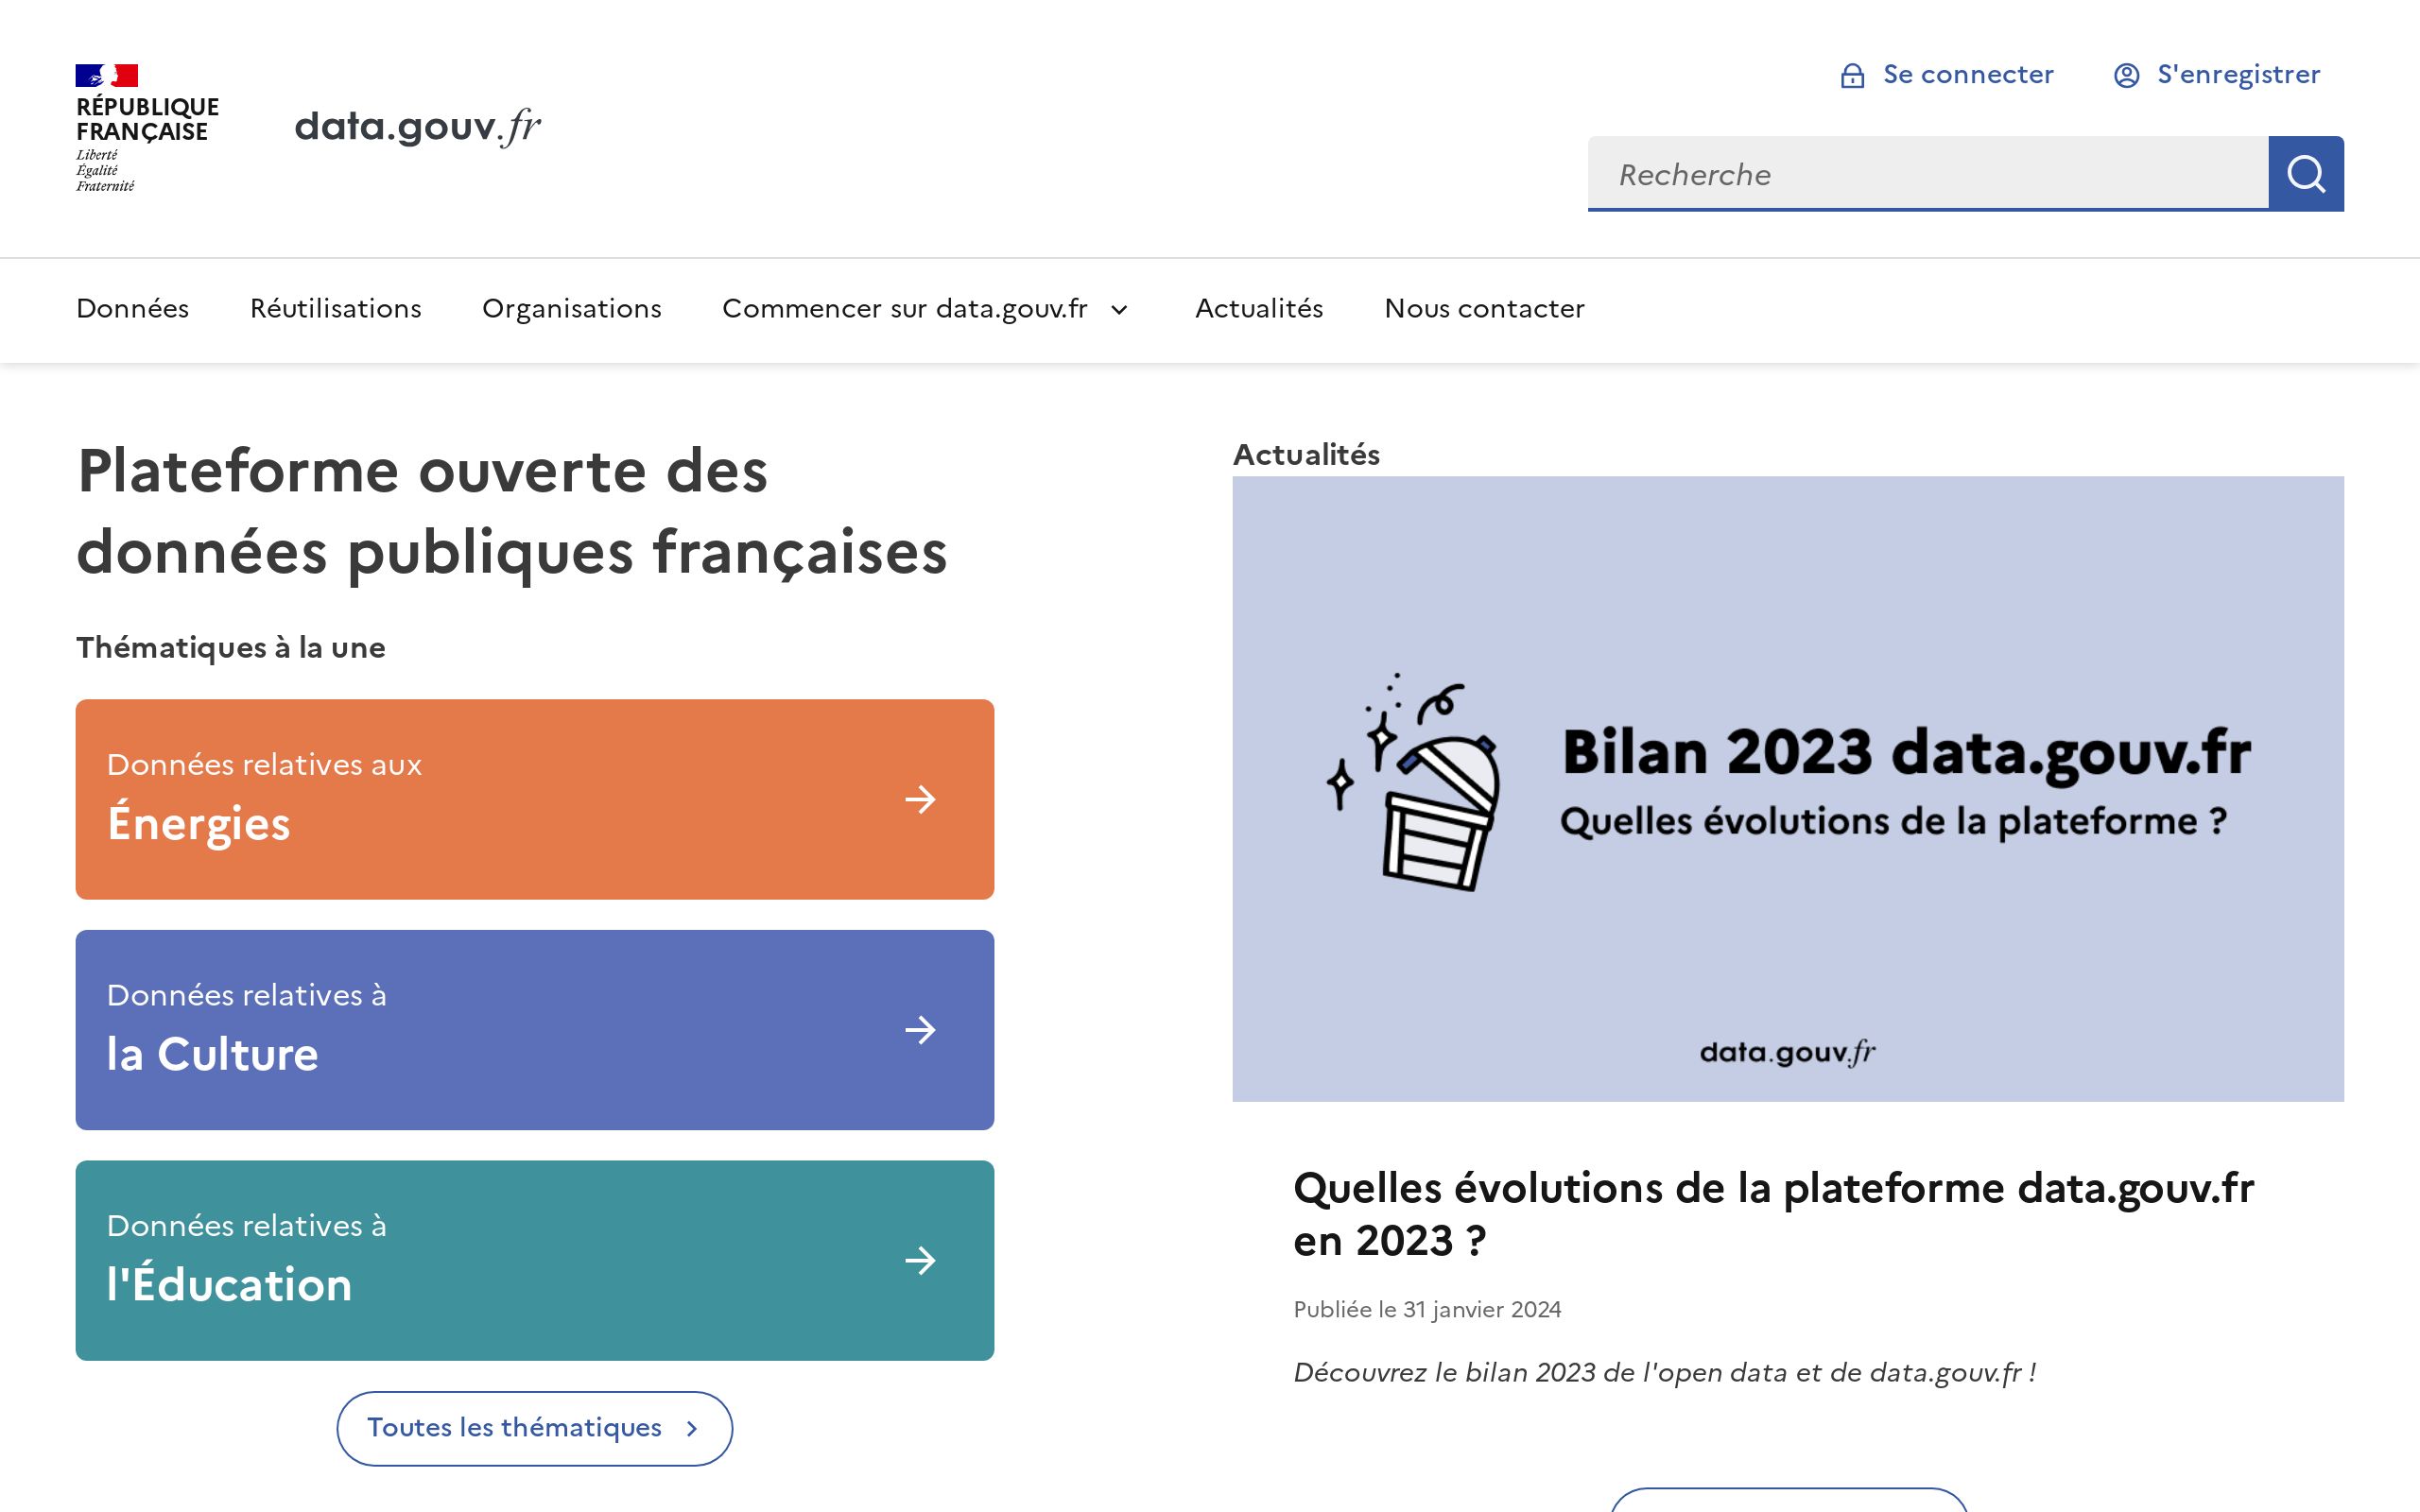 RÉPUBLIQUE
FRANÇAISE
Liberté
Égalité
Fraternité
data.gouv.fr
Se connecter
S'enregistrer
Recherche
Données
Réutilisations
Organisations
Commencer sur data.gouv.fr
Actualités
Nous contacter
Plateforme ouverte des
données publiques françaises
Thématiques à la une
Données relatives aux
Énergies
Données relatives à
la Culture
Données relatives à
l'Éducation
Toutes les thématiques
Actualités
Bilan 2023 data.gouv.fr
Quelles évolutions de la plateforme ?
data.gouv.fr
Quelles évolutions de la plateforme data.gouv.fr
en 2023 ?
Publiée le 31 janvier 2024
Découvrez le bilan 2023 de l'open data et de data.gouv.fr !